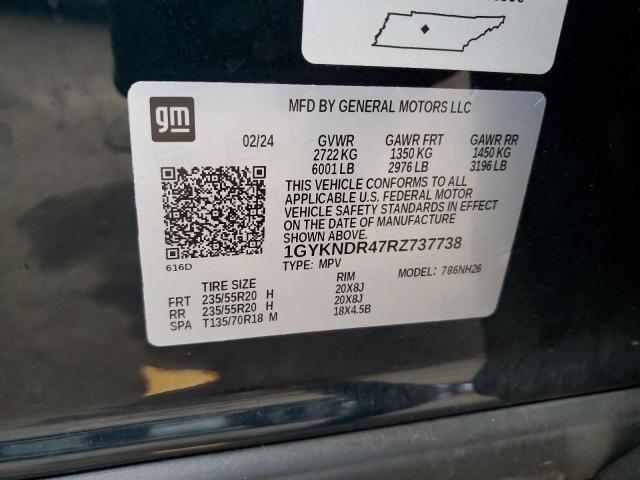 gm
MFD BY GENERAL MOTORS LLC
02/24 GVWR GAWR FRT GAWR RR
2722 KG 1350 KG 1450 KG
6001 LB 2976 LB 3196 LB
THIS VEHICLE CONFORMS TO ALL
APPLICABLE U.S. FEDERAL MOTOR
VEHICLE SAFETY STANDARDS IN EFFECT
ON THE DATE OF MANUFACTURE
SHOWN ABOVE.
1GYKNDR47RZ737738
616D
TYPE: MPV MODEL: 786NH26
TIRE SIZE RIM
FRT 235/55R20 H 20X8J
RR 235/55R20 H 20X8J
SPA T135/70R18 M 18X4.5B